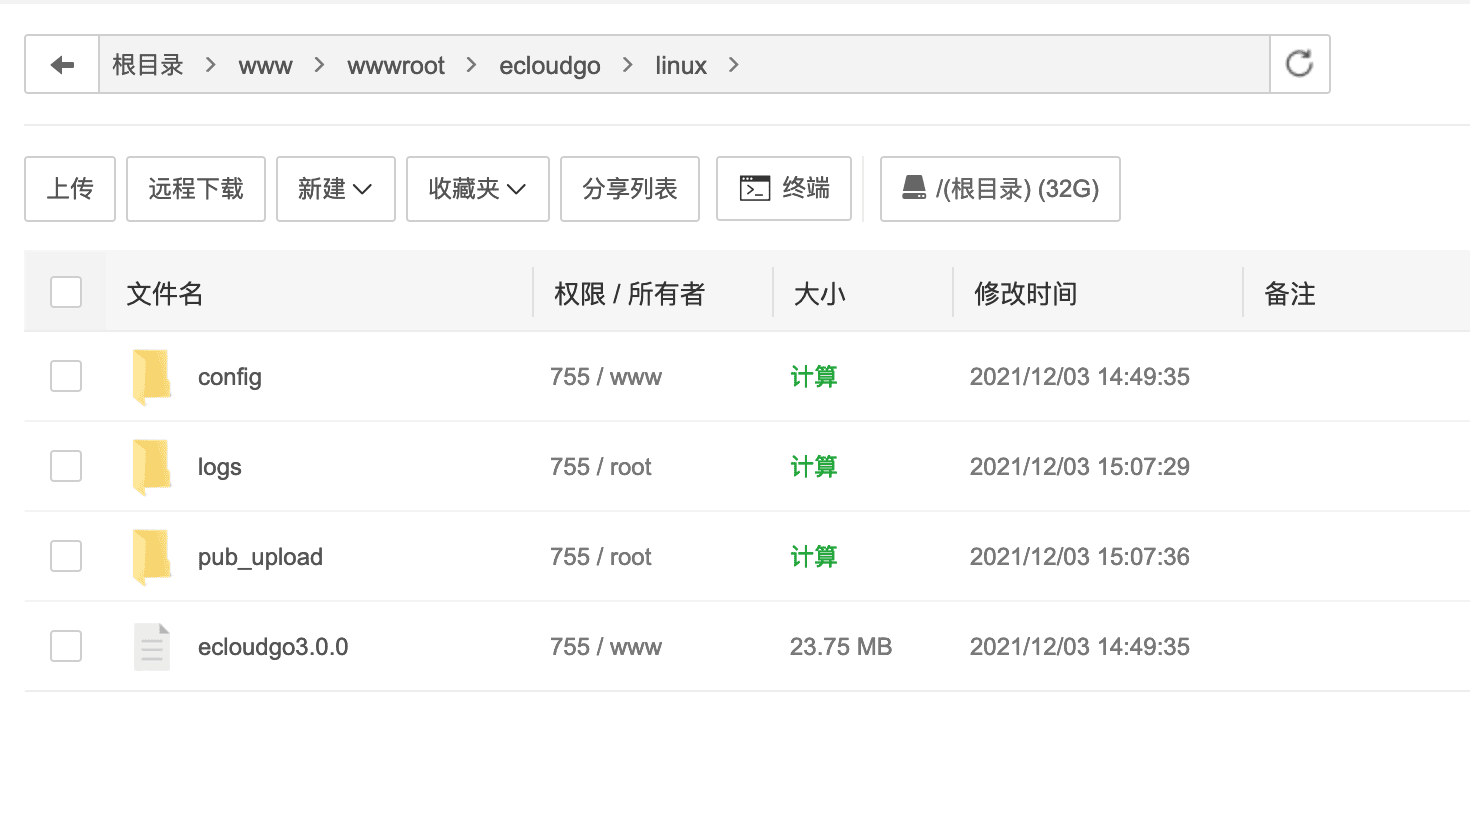 根目录 > www > wwwroot > ecloudgo > linux >
上传 远程下载 新建 收藏夹 分享列表 终端 /(根目录) (32G)
文件名 权限 / 所有者 大小 修改时间 备注
config 755 / www 计算 2021/12/03 14:49:35
logs 755 / root 计算 2021/12/03 15:07:29
pub_upload 755 / root 计算 2021/12/03 15:07:36
ecloudgo3.0.0 755 / www 23.75 MB 2021/12/03 14:49:35